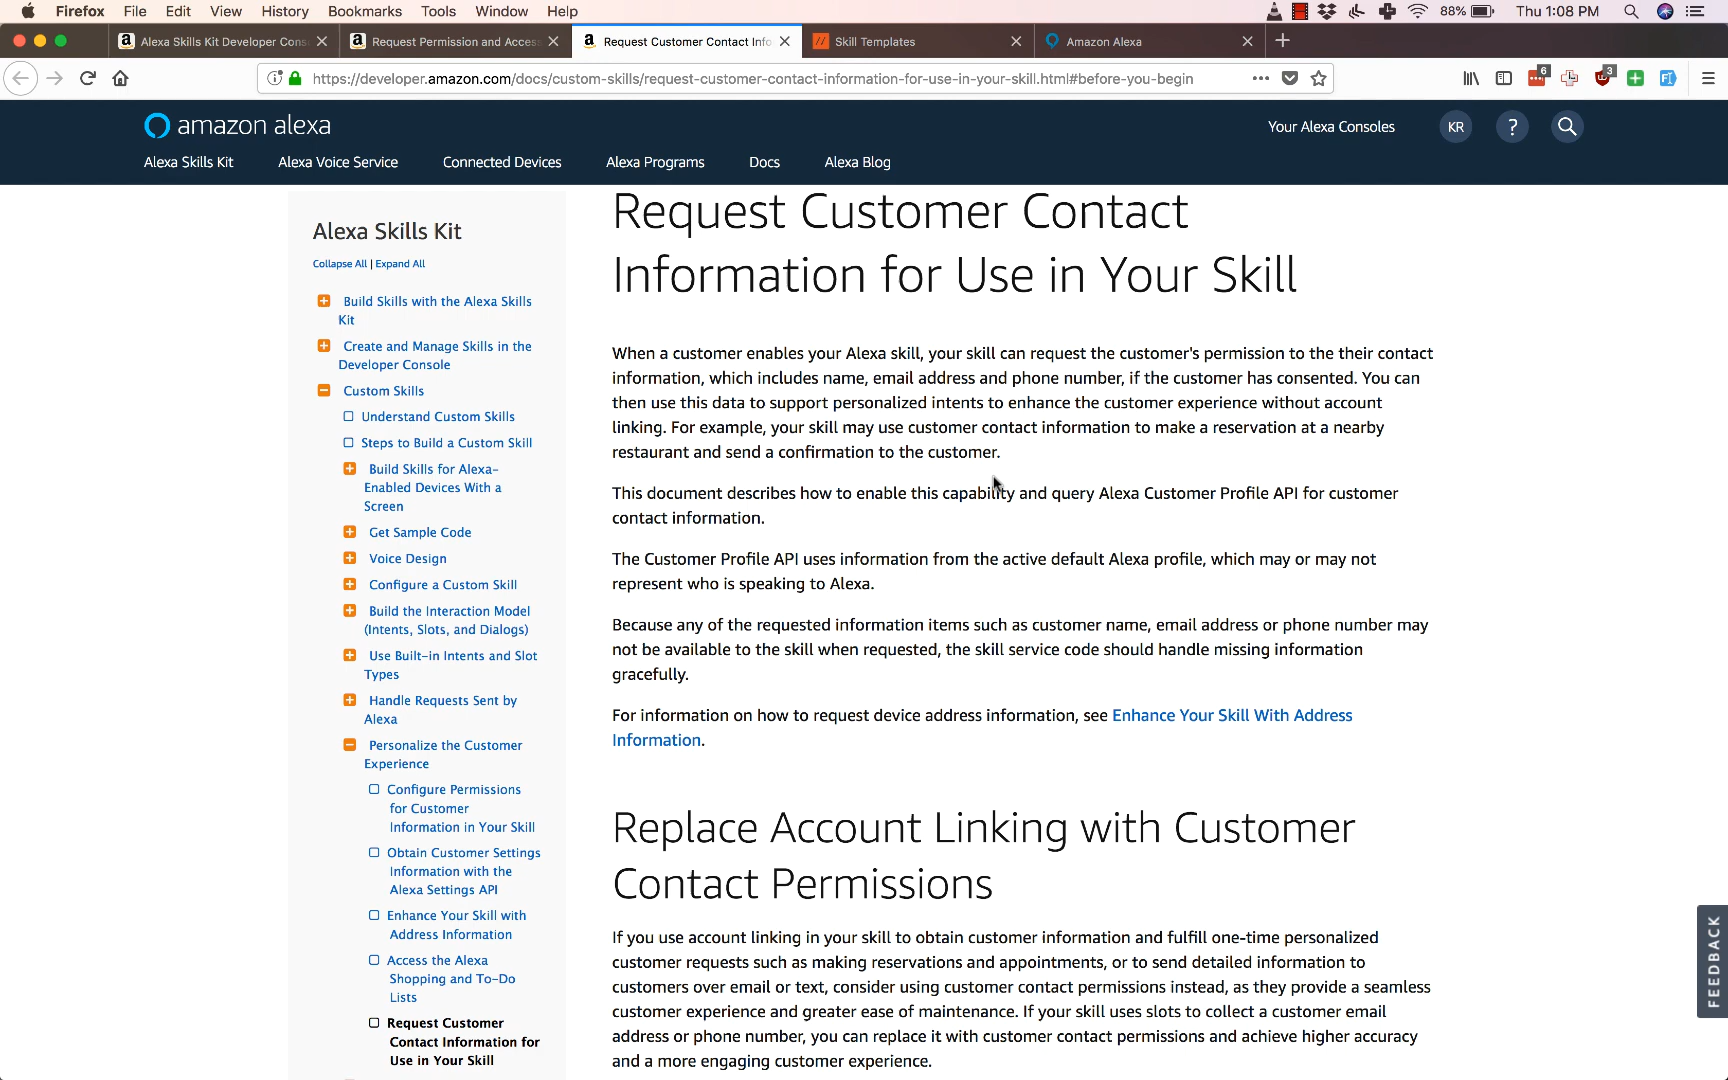 Firefox File Edit View History Bookmarks Tools Window Help 88% Thu 1:08 PM
Alexa Skills Kit Developer Cons Request Permission and Access Request Customer Contact Info Skill Templates Amazon Alexa
https://developer.amazon.com/docs/custom-skills/request-customer-contact-information-for-use-in-your-skill.html#before-you-begin 6 3
amazon alexa
Your Alexa Consoles KR ?
Alexa Skills Kit Alexa Voice Service Connected Devices Alexa Programs Docs Alexa Blog
Alexa Skills Kit
Collapse All | Expand All
Build Skills with the Alexa Skills
Kit
Create and Manage Skills in the
Developer Console
Custom Skills
Understand Custom Skills
Steps to Build a Custom Skill
Build Skills for Alexa-
Enabled Devices With a
Screen
Get Sample Code
Voice Design
Configure a Custom Skill
Build the Interaction Model
(Intents, Slots, and Dialogs)
Use Built-in Intents and Slot
Types
Handle Requests Sent by
Alexa
Personalize the Customer
Experience
Configure Permissions
for Customer
Information in Your Skill
Obtain Customer Settings
Information with the
Alexa Settings API
Enhance Your Skill with
Address Information
Access the Alexa
Shopping and To-Do
Lists
Request Customer
Contact Information for
Use in Your Skill
Request Customer Contact
Information for Use in Your Skill
When a customer enables your Alexa skill, your skill can request the customer's permission to the their contact
information, which includes name, email address and phone number, if the customer has consented. You can
then use this data to support personalized intents to enhance the customer experience without account
linking. For example, your skill may use customer contact information to make a reservation at a nearby
restaurant and send a confirmation to the customer.
This document describes how to enable this capability and query Alexa Customer Profile API for customer
contact information.
The Customer Profile API uses information from the active default Alexa profile, which may or may not
represent who is speaking to Alexa.
Because any of the requested information items such as customer name, email address or phone number may
not be available to the skill when requested, the skill service code should handle missing information
gracefully.
For information on how to request device address information, see Enhance Your Skill With Address
Information.
Replace Account Linking with Customer
Contact Permissions
If you use account linking in your skill to obtain customer information and fulfill one-time personalized
customer requests such as making reservations and appointments, or to send detailed information to
customers over email or text, consider using customer contact permissions instead, as they provide a seamless
customer experience and greater ease of maintenance. If your skill uses slots to collect a customer email
address or phone number, you can replace it with customer contact permissions and achieve higher accuracy
and a more engaging customer experience.
FEEDBACK